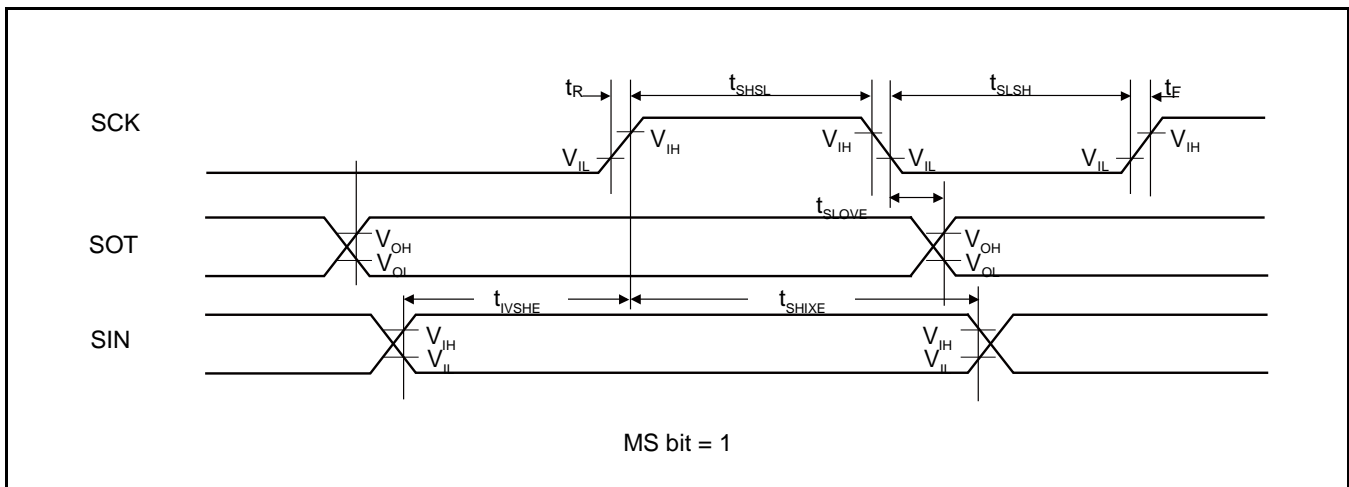 tR tSHSL tSLSH tF
SCK
VIH VIH VIH
VIL VIL VIL
tSLOVE
SOT
VOH VOH
VOL VOL
tIVSHE tSHIXE
SIN
VIH VIH
VIL VIL
MS bit = 1